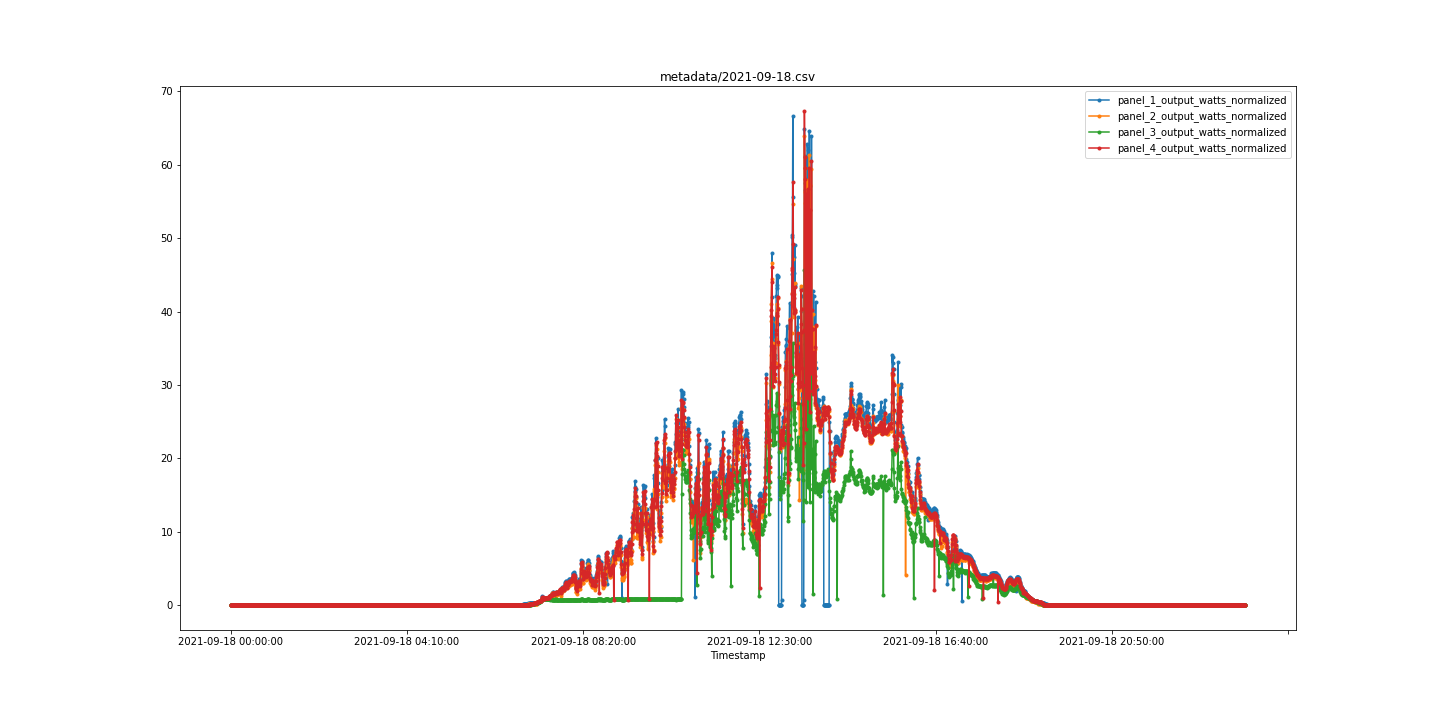 metadata/2021-09-18.csv
70
60
50
40
30
20
10
0
panel_1_output_watts_normalized
panel_2_output_watts_normalized
panel_3_output_watts_normalized
panel_4_output_watts_normalized
2021-09-18 00:00:00 2021-09-18 04:10:00 2021-09-18 08:20:00 2021-09-18 12:30:00 2021-09-18 16:40:00 2021-09-18 20:50:00
Timestamp